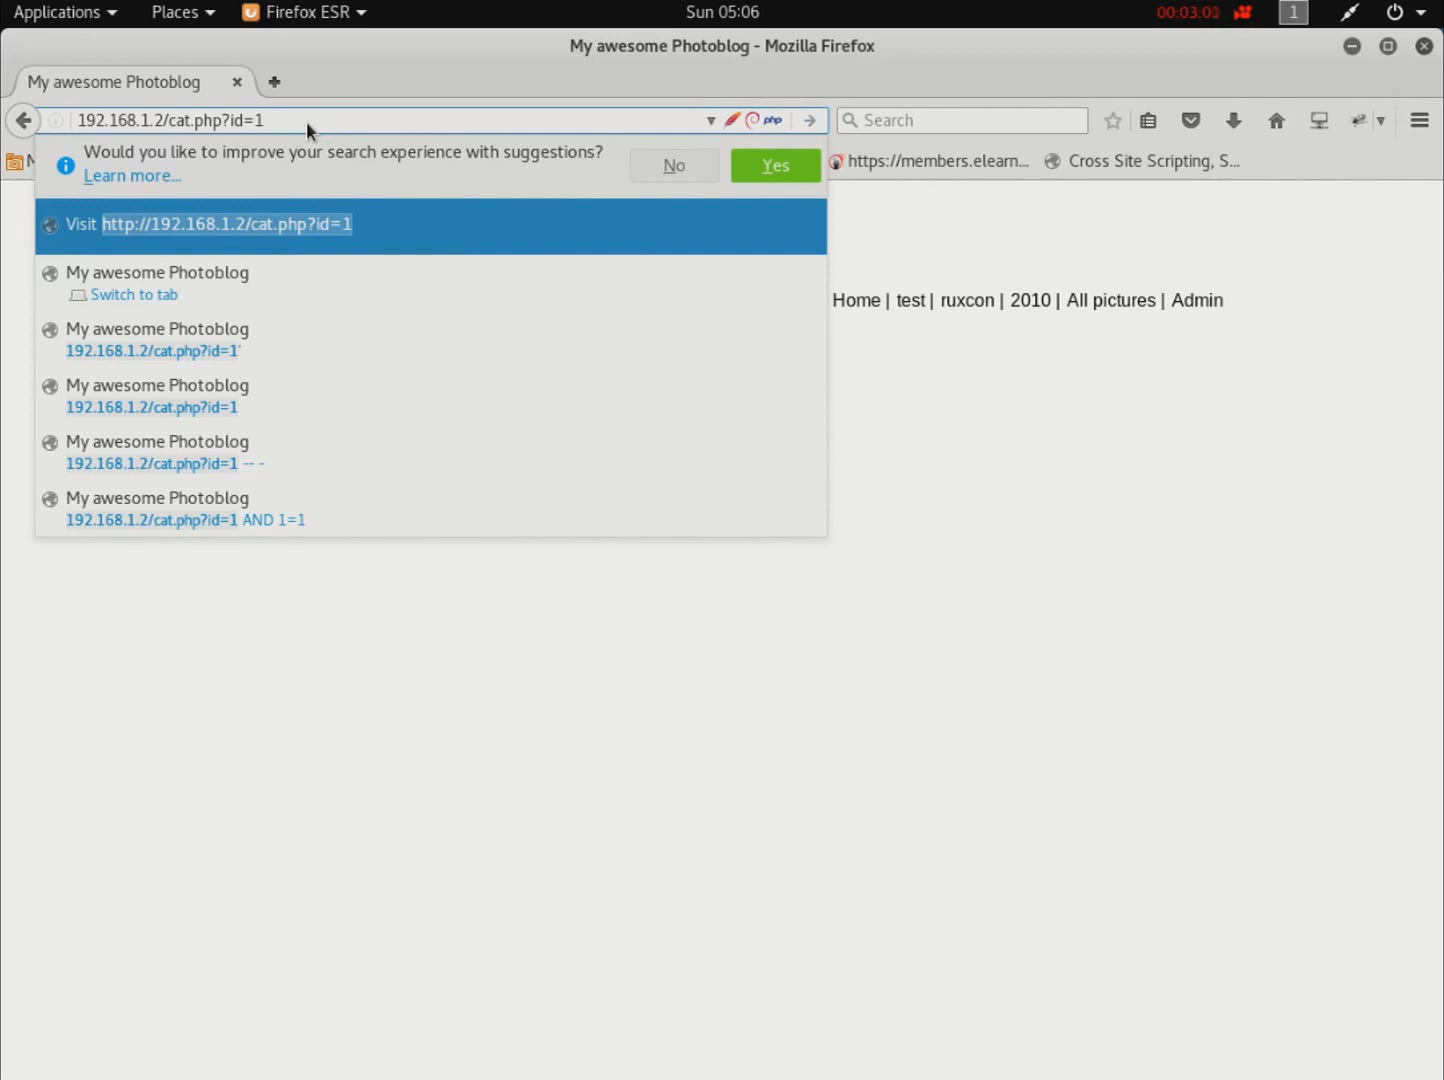 Applications Places Firefox ESR Sun 05:06 00:03:01 1
My awesome Photoblog - Mozilla Firefox
My awesome Photoblog
192.168.1.2/cat.php?id=1 php Search
Would you like to improve your search experience with suggestions?
Learn more...
No Yes
https://members.elearn... Cross Site Scripting, S...
Visit http://192.168.1.2/cat.php?id=1
My awesome Photoblog
Switch to tab
Home | test | ruxcon | 2010 | All pictures | Admin
My awesome Photoblog
192.168.1.2/cat.php?id=1'
My awesome Photoblog
192.168.1.2/cat.php?id=1
My awesome Photoblog
192.168.1.2/cat.php?id=1 -- -
My awesome Photoblog
192.168.1.2/cat.php?id=1 AND 1=1